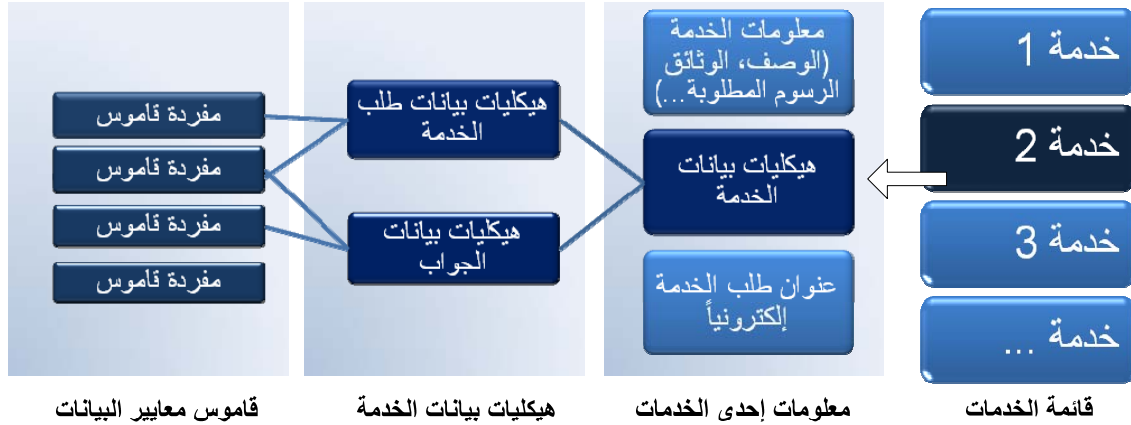 خدمة 1
خدمة 2
خدمة 3
خدمة ...
قائمة الخدمات
معلومات الخدمة
(الوصف، الوثائق
الرسوم المطلوبة...)
هيكليات بيانات
الخدمة
عنوان طلب الخدمة
إلكترونياً
معلومات إحدى الخدمات
هيكليات بيانات طلب
الخدمة
هيكليات بيانات
الجواب
هيكليات بيانات الخدمة
مفردة قاموس
مفردة قاموس
مفردة قاموس
مفردة قاموس
قاموس معايير البيانات